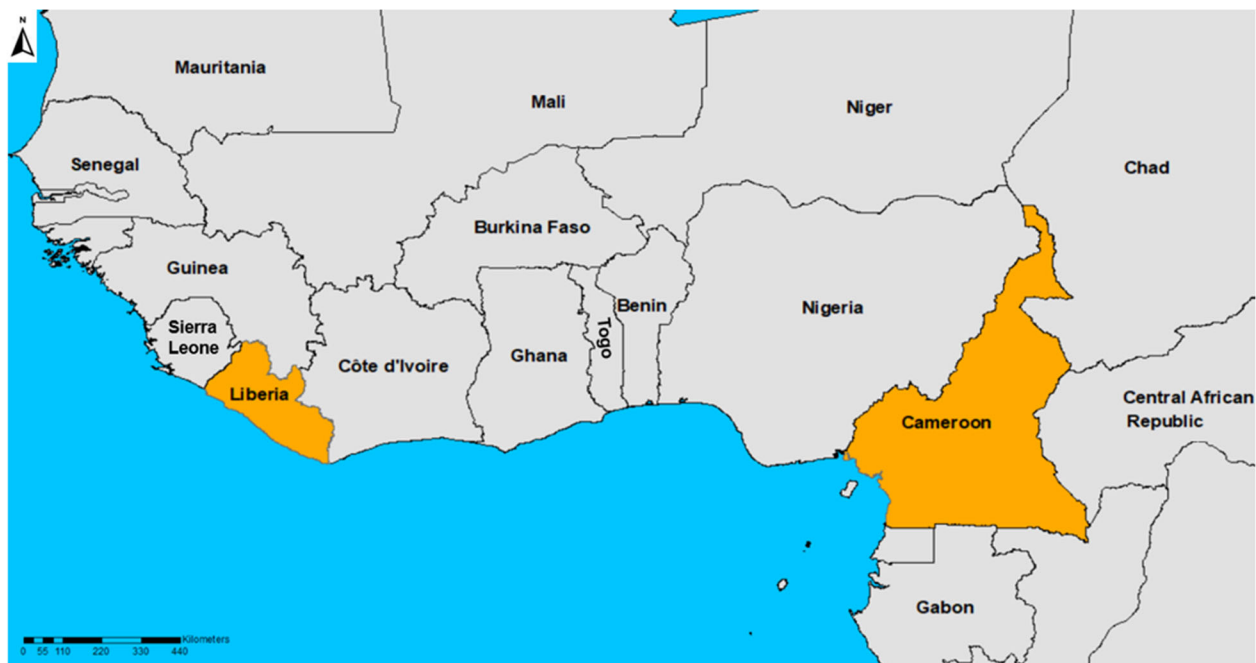 N
Mauritania
Mali
Niger
Senegal
Chad
Burkina Faso
Guinea
Benin
Nigeria
Sierra
Leone
Togo
Ghana
Côte d'Ivoire
Liberia
Central African
Republic
Cameroon
Gabon
Kilometers
0 55 110 220 330 440